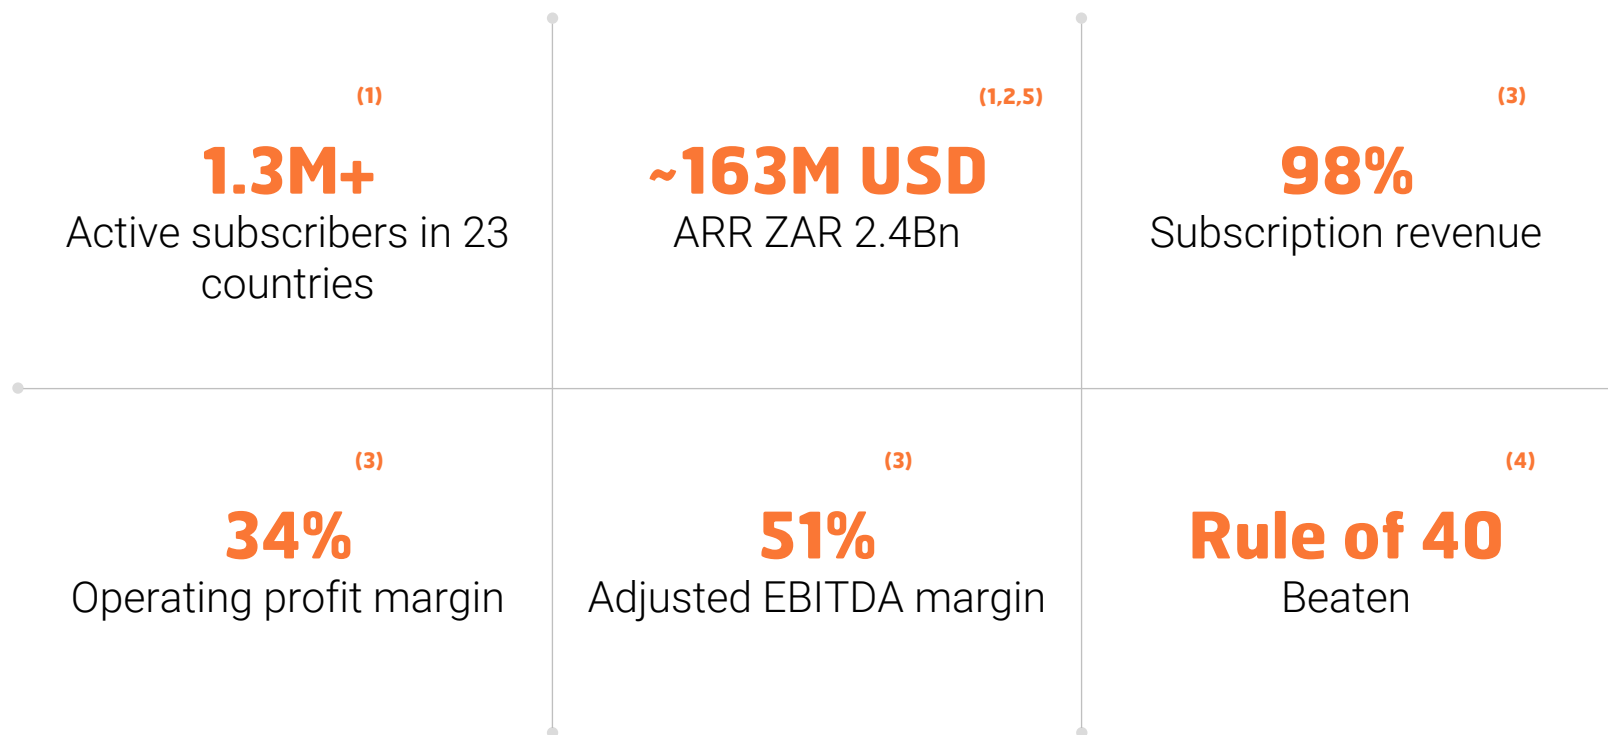 (1)
1.3M+
Active subscribers in 23
countries
(1,2,5)
~163M USD
ARR ZAR 2.4Bn
(3)
98%
Subscription revenue
(3)
34%
Operating profit margin
(3)
51%
Adjusted EBITDA margin
(4)
Rule of 40
Beaten